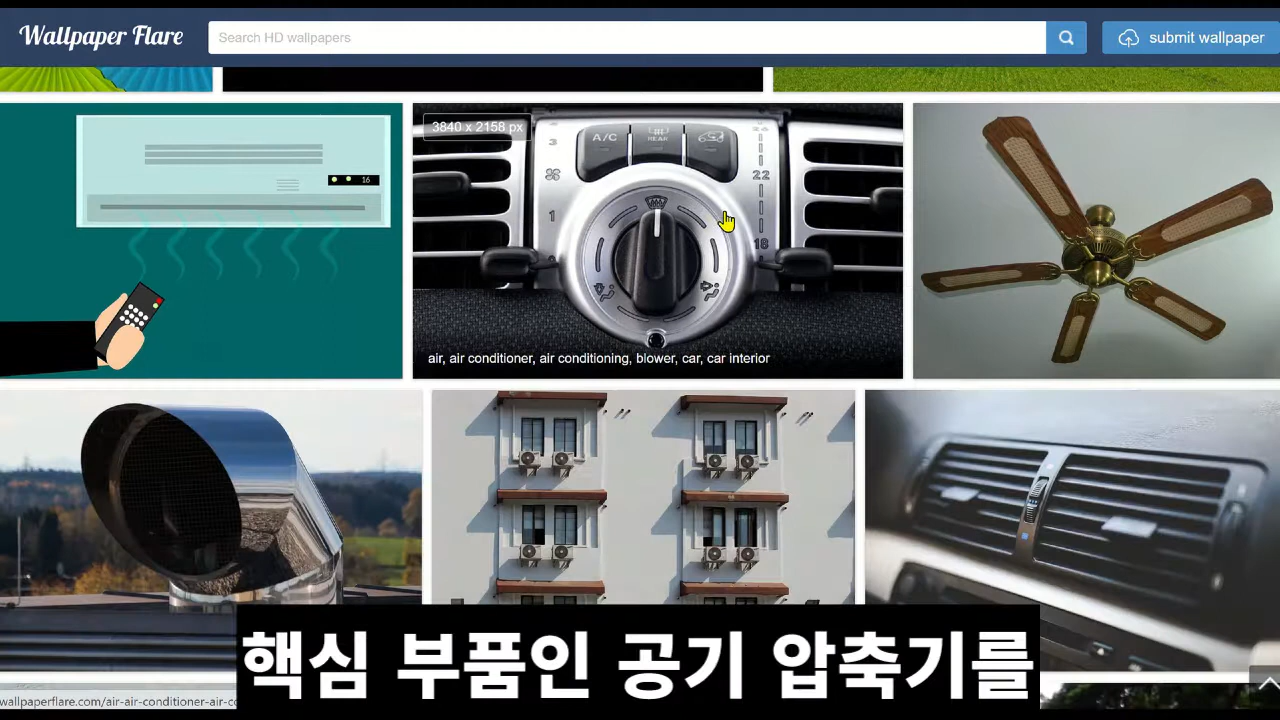 Wallpaper Flare
Search HD wallpapers
submit wallpaper
16
3840 x 2158 px
A/C
REAR
3
1
22
18
air, air conditioner, air conditioning, blower, car, car interior
핵심 부품인 공기 압축기를
wallpaperflare.com/air-air-conditioner-air-co